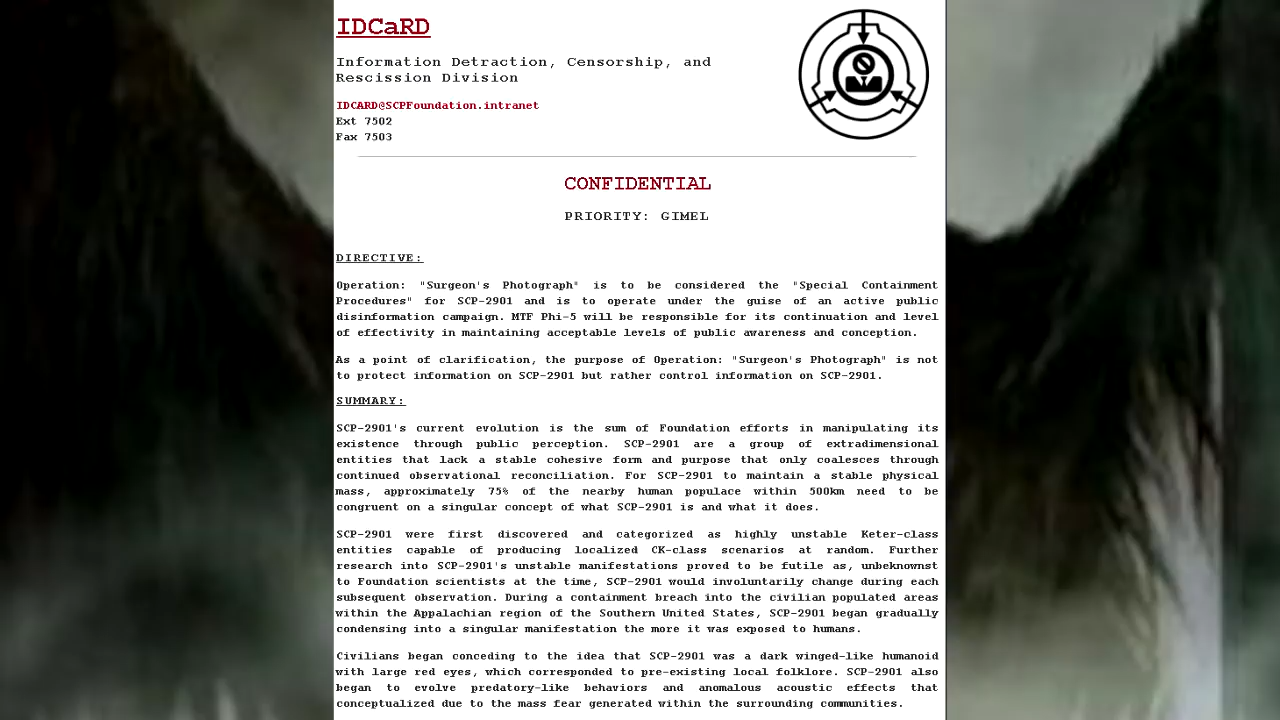 IDCaRD
Information Detraction, Censorship, and
Rescission Division
IDCARD@SCPFoundation.intranet
Ext 7502
Fax 7503
CONFIDENTIAL
PRIORITY: GIMEL
DIRECTIVE:
Operation: "Surgeon's Photograph" is to be considered the "Special Containment
Procedures" for SCP-2901 and is to operate under the guise of an active public
disinformation campaign. MTF Phi-5 will be responsible for its continuation and level
of effectivity in maintaining acceptable levels of public awareness and conception.
As a point of clarification, the purpose of Operation: "Surgeon's Photograph" is not
to protect information on SCP-2901 but rather control information on SCP-2901.
SUMMARY:
SCP-2901's current evolution is the sum of Foundation efforts in manipulating its
existence through public perception. SCP-2901 are a group of extradimensional
entities that lack a stable cohesive form and purpose that only coalesces through
continued observational reconciliation. For SCP-2901 to maintain a stable physical
mass, approximately 75% of the nearby human populace within 500km need to be
congruent on a singular concept of what SCP-2901 is and what it does.
SCP-2901 were first discovered and categorized as highly unstable Keter-class
entities capable of producing localized CK-class scenarios at random. Further
research into SCP-2901's unstable manifestations proved to be futile as, unbeknownst
to Foundation scientists at the time, SCP-2901 would involuntarily change during each
subsequent observation. During a containment breach into the civilian populated areas
within the Appalachian region of the Southern United States, SCP-2901 began gradually
condensing into a singular manifestation the more it was exposed to humans.
Civilians began conceding to the idea that SCP-2901 was a dark winged-like humanoid
with large red eyes, which corresponded to pre-existing local folklore. SCP-2901 also
began to evolve predatory-like behaviors and anomalous acoustic effects that
conceptualized due to the mass fear generated within the surrounding communities.